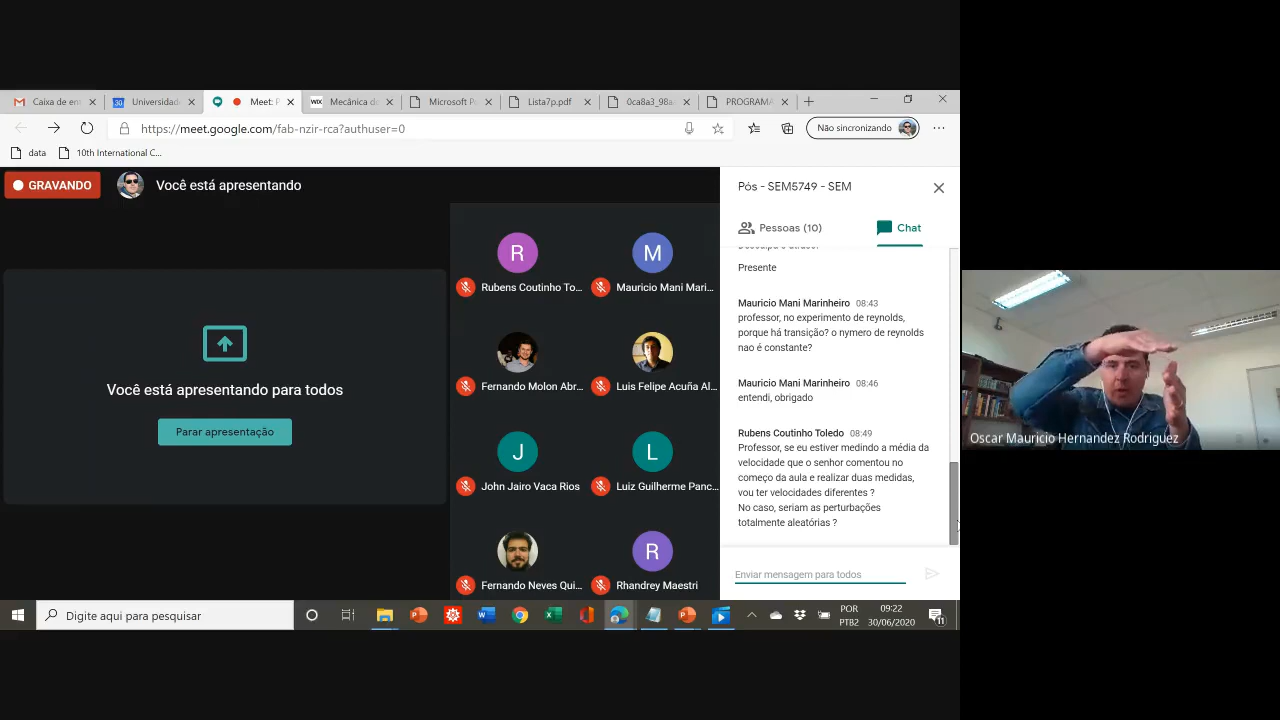 Caixa de en
Universidad
Meet: P
Mecânica de
Microsoft P
Lista7p.pdf
0ca8a3_98a
PROGRAMA
https://meet.google.com/fab-nzir-rca?authuser=0
Não sincronizando
data
10th International C...
GRAVANDO
Você está apresentando
Você está apresentando para todos
Parar apresentação
R
M
Rubens Coutinho To...
Mauricio Mani Mari...
Fernando Molon Abr...
Luis Felipe Acuña Al...
J
L
John Jairo Vaca Rios
Luiz Guilherme Panc...
R
Fernando Neves Qui...
Rhandrey Maestri
Pós - SEM5749 - SEM
Pessoas (10)
Chat
Presente
Mauricio Mani Marinheiro 08:43
professor, no experimento de reynolds,
porque há transição? o nymero de reynolds
nao é constante?
Mauricio Mani Marinheiro 08:46
entendi, obrigado
Rubens Coutinho Toledo 08:49
Professor, se eu estiver medindo a média da
velocidade que o senhor comentou no
começo da aula e realizar duas medidas,
vou ter velocidades diferentes ?
No caso, seriam as perturbações
totalmente aleatórias ?
Enviar mensagem para todos
Oscar Mauricio Hernandez Rodriguez
Digite aqui para pesquisar
POR
PTB2
09:22
30/06/2020
11